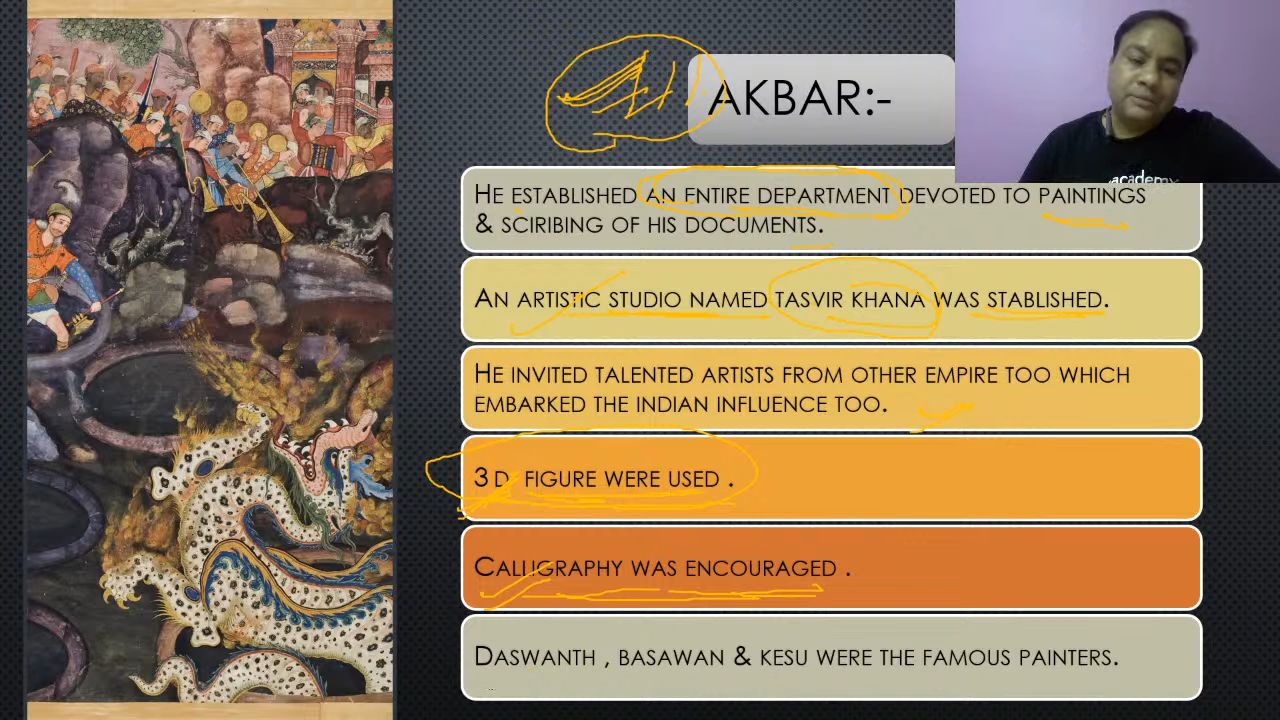 AKBAR:-
academy
HE ESTABLISHED AN ENTIRE DEPARTMENT DEVOTED TO PAINTINGS
& SCIRIBING OF HIS DOCUMENTS.
AN ARTISTIC STUDIO NAMED TASVIR KHANA WAS STABLISHED.
HE INVITED TALENTED ARTISTS FROM OTHER EMPIRE TOO WHICH
EMBARKED THE INDIAN INFLUENCE TOO.
3D FIGURE WERE USED .
CALLIGRAPHY WAS ENCOURAGED .
DASWANTH , BASAWAN & KESU WERE THE FAMOUS PAINTERS.